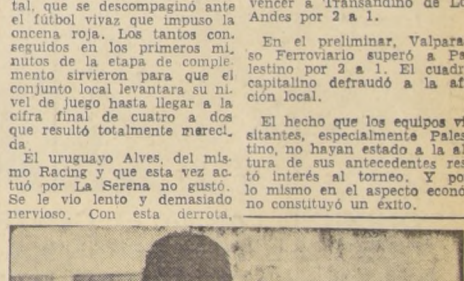 tal, que se descompaginó ante
el fútbol vivaz que impuso la
oncena roja. Los tantos con.
seguidos en los primeros mi.
nutos de la etapa de comple.
mento sirvieron para que el
conjunto local levantara su ni.
vel de juego hasta llegar a la
cifra final de cuatro a dos
que resultó totalmente mereci.
da.
El uruguayo Alves, del mis.
mo Racing y que esta vez ac.
tuó por La Serena no gustó.
Se le vio lento y demasiado
nervioso. Con esta derrota,
vencer a Transandino de Lo
Andes por 2 a 1.
En el preliminar, Valpara
so Ferroviario superó a Pa
lestino por 2 a 1. El cuadr
capitalino defraudó a la af
ción local.
El hecho que los equipos vi
sitantes, especialmente Pales
tino, no hayan estado a la al
tura de sus antecedentes res
tó interés al torneo. Y po
lo mismo en el aspecto econó
no constituyó un éxito.